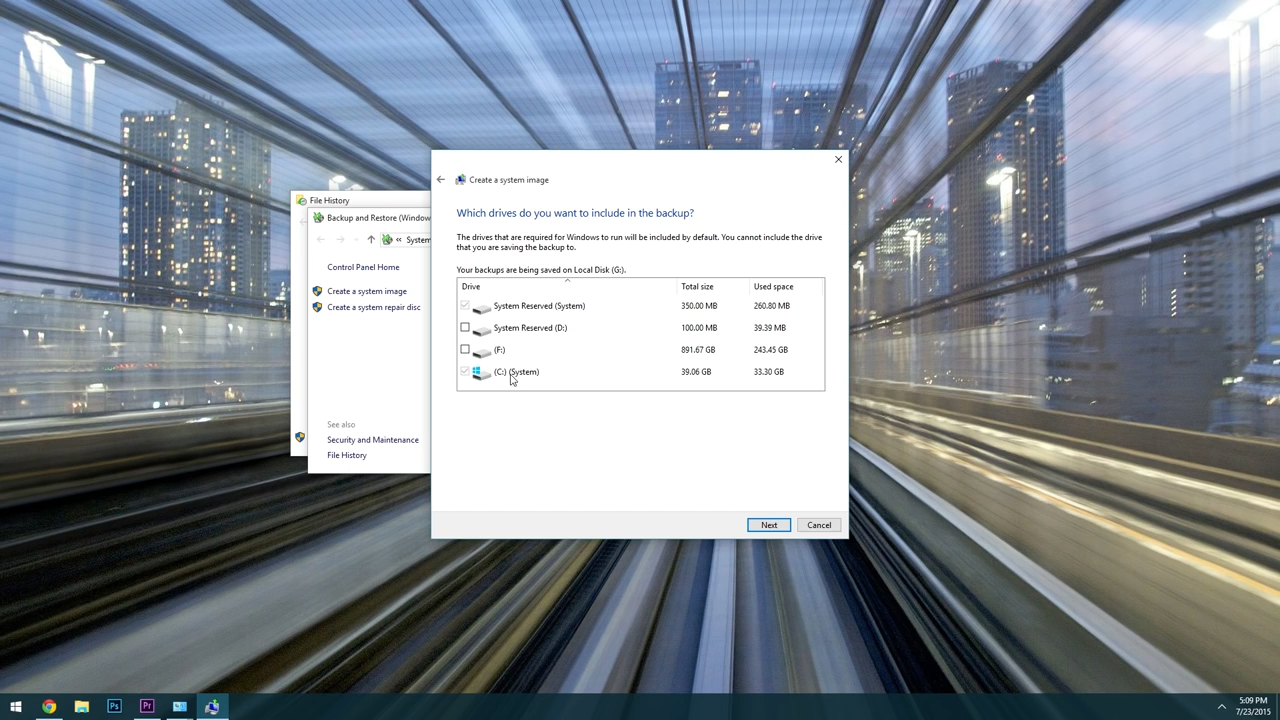 File History
Backup and Restore (Window
« System
Control Panel Home
Create a system image
Create a system repair disc
See also
Security and Maintenance
File History
Create a system image
Which drives do you want to include in the backup?
The drives that are required for Windows to run will be included by default. You cannot include the drive
that you are saving the backup to.
Your backups are being saved on Local Disk (G:).
Drive Total size Used space
System Reserved (System) 350.00 MB 260.80 MB
System Reserved (D:) 100.00 MB 39.39 MB
(F:) 891.67 GB 243.45 GB
(C:) (System) 39.06 GB 33.30 GB
Next Cancel
Ps Pr
5:09 PM
7/23/2015